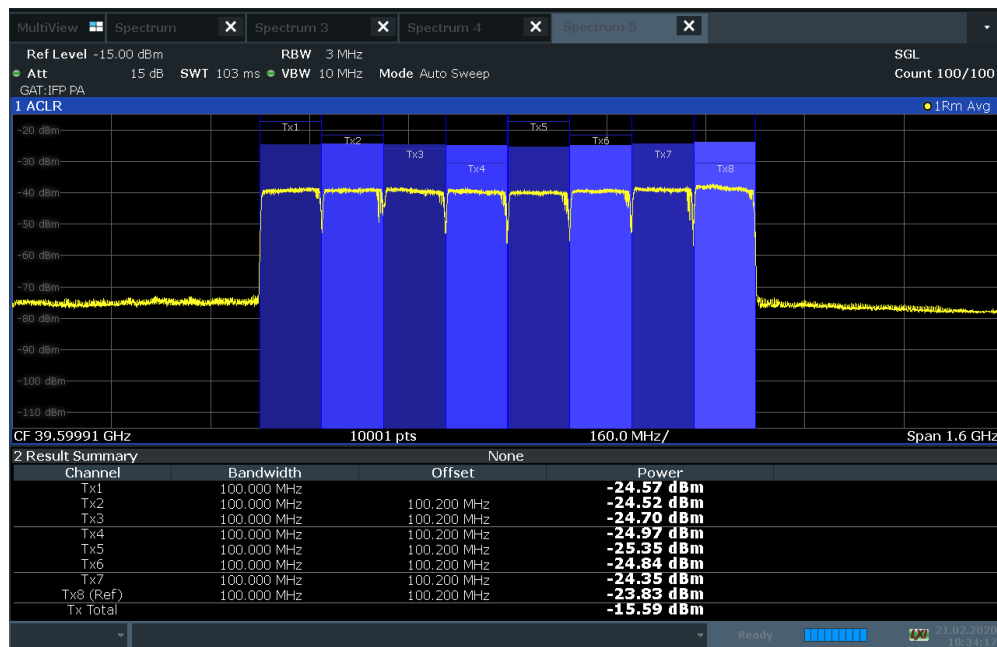 MultiView Spectrum X Spectrum 3 X Spectrum 4 X Spectrum 5 X
Ref Level -15.00 dBm RBW 3 MHz SGL
Att 15 dB SWT 103 ms VBW 10 MHz Mode Auto Sweep Count 100/100
GAT:IFP PA
1 ACLR 1Rm Avg
Tx1 Tx5
-20 dBm
Tx2 Tx6
Tx3 Tx7
-30 dBm
Tx4 Tx8
-40 dBm
-50 dBm
-60 dBm
-70 dBm
-80 dBm
-90 dBm
-100 dBm
-110 dBm
CF 39.59991 GHz 10001 pts 160.0 MHz/ Span 1.6 GHz
2 Result Summary None
Channel Bandwidth Offset Power
Tx1 100.000 MHz -24.57 dBm
Tx2 100.000 MHz 100.200 MHz -24.52 dBm
Tx3 100.000 MHz 100.200 MHz -24.70 dBm
Tx4 100.000 MHz 100.200 MHz -24.97 dBm
Tx5 100.000 MHz 100.200 MHz -25.35 dBm
Tx6 100.000 MHz 100.200 MHz -24.84 dBm
Tx7 100.000 MHz 100.200 MHz -24.35 dBm
Tx8 (Ref) 100.000 MHz 100.200 MHz -23.83 dBm
Tx Total -15.59 dBm
Ready LXI 21.02.2020
18:34:17